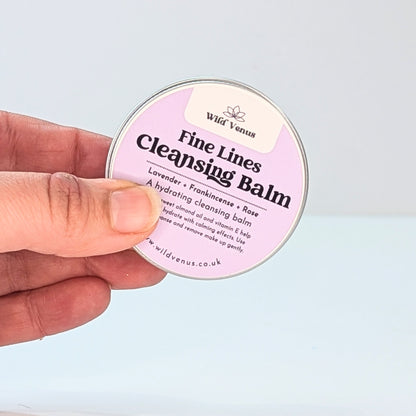 Wild Venus
Fine Lines
Cleansing Balm
Lavender + Frankincense + Rose
A hydrating cleansing balm
sweet almond oil and vitamin E help
hydrate with calming effects. Use
and remove make up gently.
www.wildvenus.co.uk